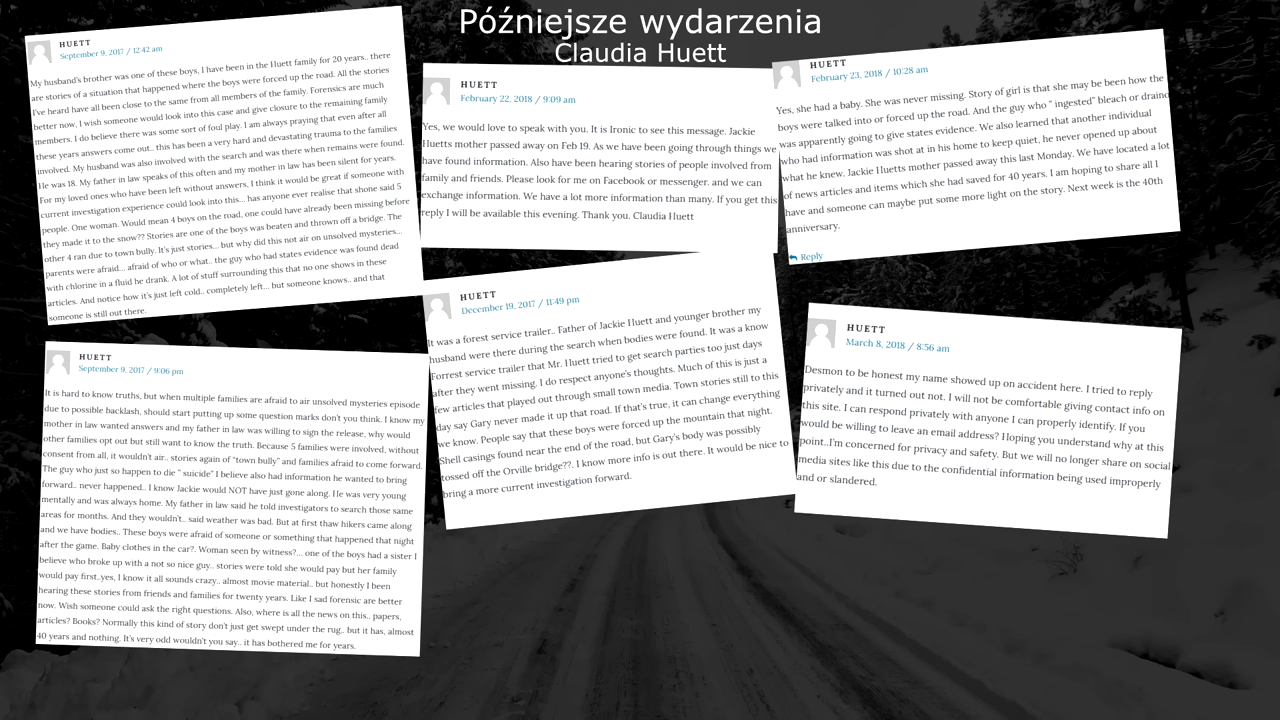 Późniejsze wydarzenia
Claudia Huett
HUETT
September 9, 2017 / 12:42 am
My husband's brother was one of these boys, I have been in the Huett family for 20 years.. there
are stories of a situation that happened where the boys were forced up the road. All the stories
I've heard have all been close to the same from all members of the family. Forensics are much
better now, I wish someone would look into this case and give closure to the remaining family
members. I do believe there was some sort of foul play. I am always praying that even after all
these years answers come out.. this has been a very hard and devastating trauma to the families
involved. My husband was also involved with the search and was there when remains were found.
He was 18. My father in law speaks of this often and my mother in law has been silent for years.
For my loved ones who have been left without answers, I think it would be great if someone with
current investigation experience could look into this... has anyone ever realise that shone said 5
people. One woman. Would mean 4 boys on the road, one could have already been missing before
they made it to the snow?? Stories are one of the boys was beaten and thrown off a bridge. The
other 4 ran due to town bully. It's just stories... but why did this not air on unsolved mysteries...
parents were afraid... afraid of who or what.. the guy who had states evidence was found dead
with chlorine in a fluid he drank. A lot of stuff surrounding this that no one shows in these
articles. And notice how it's just left cold.. completely left... but someone knows.. and that
someone is still out there.
HUETT
February 22, 2018 / 9:09 am
Yes, we would love to speak with you. It is Ironic to see this message. Jackie
Huetts mother passed away on Feb 19. As we have been going through things we
have found information. Also have been hearing stories of people involved from
family and friends. Please look for me on Facebook or messenger. and we can
exchange information. We have a lot more information than many. If you get this
reply I will be available this evening. Thank you. Claudia Huett
HUETT
February 23, 2018 / 10:28 am
Yes, she had a baby. She was never missing. Story of girl is that she may be been how the
boys were talked into or forced up the road. And the guy who " ingested" bleach or draino
was apparently going to give states evidence. We also learned that another individual
who had information was shot at in his home to keep quiet, he never opened up about
what he knew. Jackie Huetts mother passed away this last Monday. We have located a lot
of news articles and items which she had saved for 40 years. I am hoping to share all I
have and someone can maybe put some more light on the story. Next week is the 40th
anniversary.
Reply
HUETT
September 9, 2017 / 9:06 pm
It is hard to know truths, but when multiple families are afraid to air unsolved mysteries episode
due to possible backlash, should start putting up some question marks don't you think. I know my
mother in law wanted answers and my father in law was willing to sign the release, why would
other families opt out but still want to know the truth. Because 5 families were involved, without
consent from all, it wouldn't air.. stories again of "town bully" and families afraid to come forward.
The guy who just so happen to die " suicide" I believe also had information he wanted to bring
forward.. never happened.. I know Jackie would NOT have just gone along. He was very young
mentally and was always home. My father in law said he told investigators to search those same
areas for months. And they wouldn't.. said weather was bad. But at first thaw hikers came along
and we have bodies.. These boys were afraid of someone or something that happened that night
after the game. Baby clothes in the car?. Woman seen by witness?... one of the boys had a sister I
believe who broke up with a not so nice guy.. stories were told she would pay but her family
would pay first..yes, I know it all sounds crazy.. almost movie material.. but honestly I been
hearing these stories from friends and families for twenty years. Like I said forensic are better
now. Wish someone could ask the right questions. Also, where is all the news on this.. papers,
articles? Books? Normally this kind of story don't just get swept under the rug.. but it has, almost
40 years and nothing. It's very odd wouldn't you say.. it has bothered me for years.
HUETT
December 19, 2017 / 11:49 pm
It was a forest service trailer.. Father of Jackie Huett and younger brother my
husband were there during the search when bodies were found. It was a know
Forrest service trailer that Mr. Huett tried to get search parties too just days
after they went missing. I do respect anyone's thoughts. Much of this is just a
few articles that played out through small town media. Town stories still to this
day say Gary never made it up that road. If that's true, it can change everything
we know. People say that these boys were forced up the mountain that night.
Shell casings found near the end of the road, but Gary's body was possibly
tossed off the Orville bridge??. I know more info is out there. It would be nice to
bring a more current investigation forward.
HUETT
March 8, 2018 / 8:56 am
Desmon to be honest my name showed up on accident here. I tried to reply
privately and it turned out not. I will not be comfortable giving contact info on
this site. I can respond privately with anyone I can properly identify. If you
would be willing to leave an email address? Hoping you understand why at this
point..I'm concerned for privacy and safety. But we will no longer share on social
media sites like this due to the confidential information being used improperly
and or slandered.